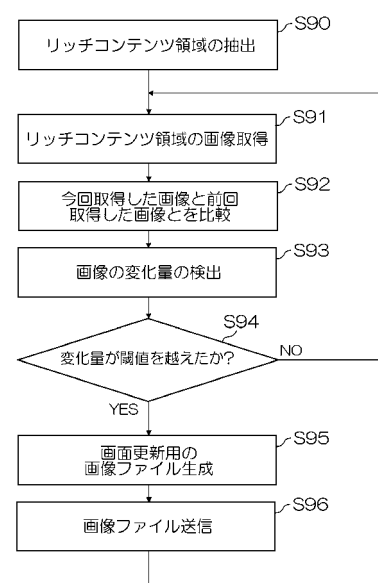 S90
リッチコンテンツ領域の抽出
S91
リッチコンテンツ領域の画像取得
S92
今回取得した画像と前回
取得した画像とを比較
S93
画像の変化量の検出
S94
変化量が閾値を越えたか?
NO
YES
S95
画面更新用の
画像ファイル生成
S96
画像ファイル送信